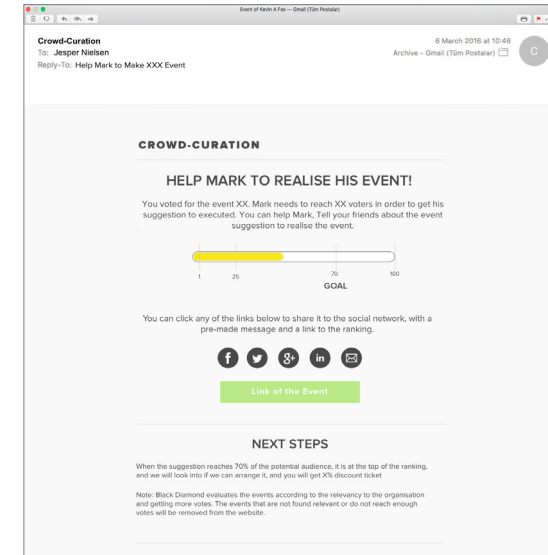 Event of Kevin A Fox — Gmail (Tüm Postalar)
Crowd-Curation
6 March 2016 at 10:46
To: Jesper Nielsen
Archive - Gmail (Tüm Postalar)
C
Reply-To: Help Mark to Make XXX Event
CROWD-CURATION
HELP MARK TO REALISE HIS EVENT!
You voted for the event XX. Mark needs to reach XX voters in order to get his
suggestion to executed. You can help Mark, Tell your friends about the event
suggestion to realise the event.
1 25 70 100
GOAL
You can click any of the links below to share it to the social network, with a
pre-made message and a link to the ranking.
f g+ in
Link of the Event
NEXT STEPS
When the suggestion reaches 70% of the potential audience, it is at the top of the ranking,
and we will look into if we can arrange it, and you will get X% discount ticket
Note: Black Diamond evaluates the events according to the relevancy to the organisation
and getting more votes. The events that are not found relevant or do not reach enough
votes will be removed from the website.